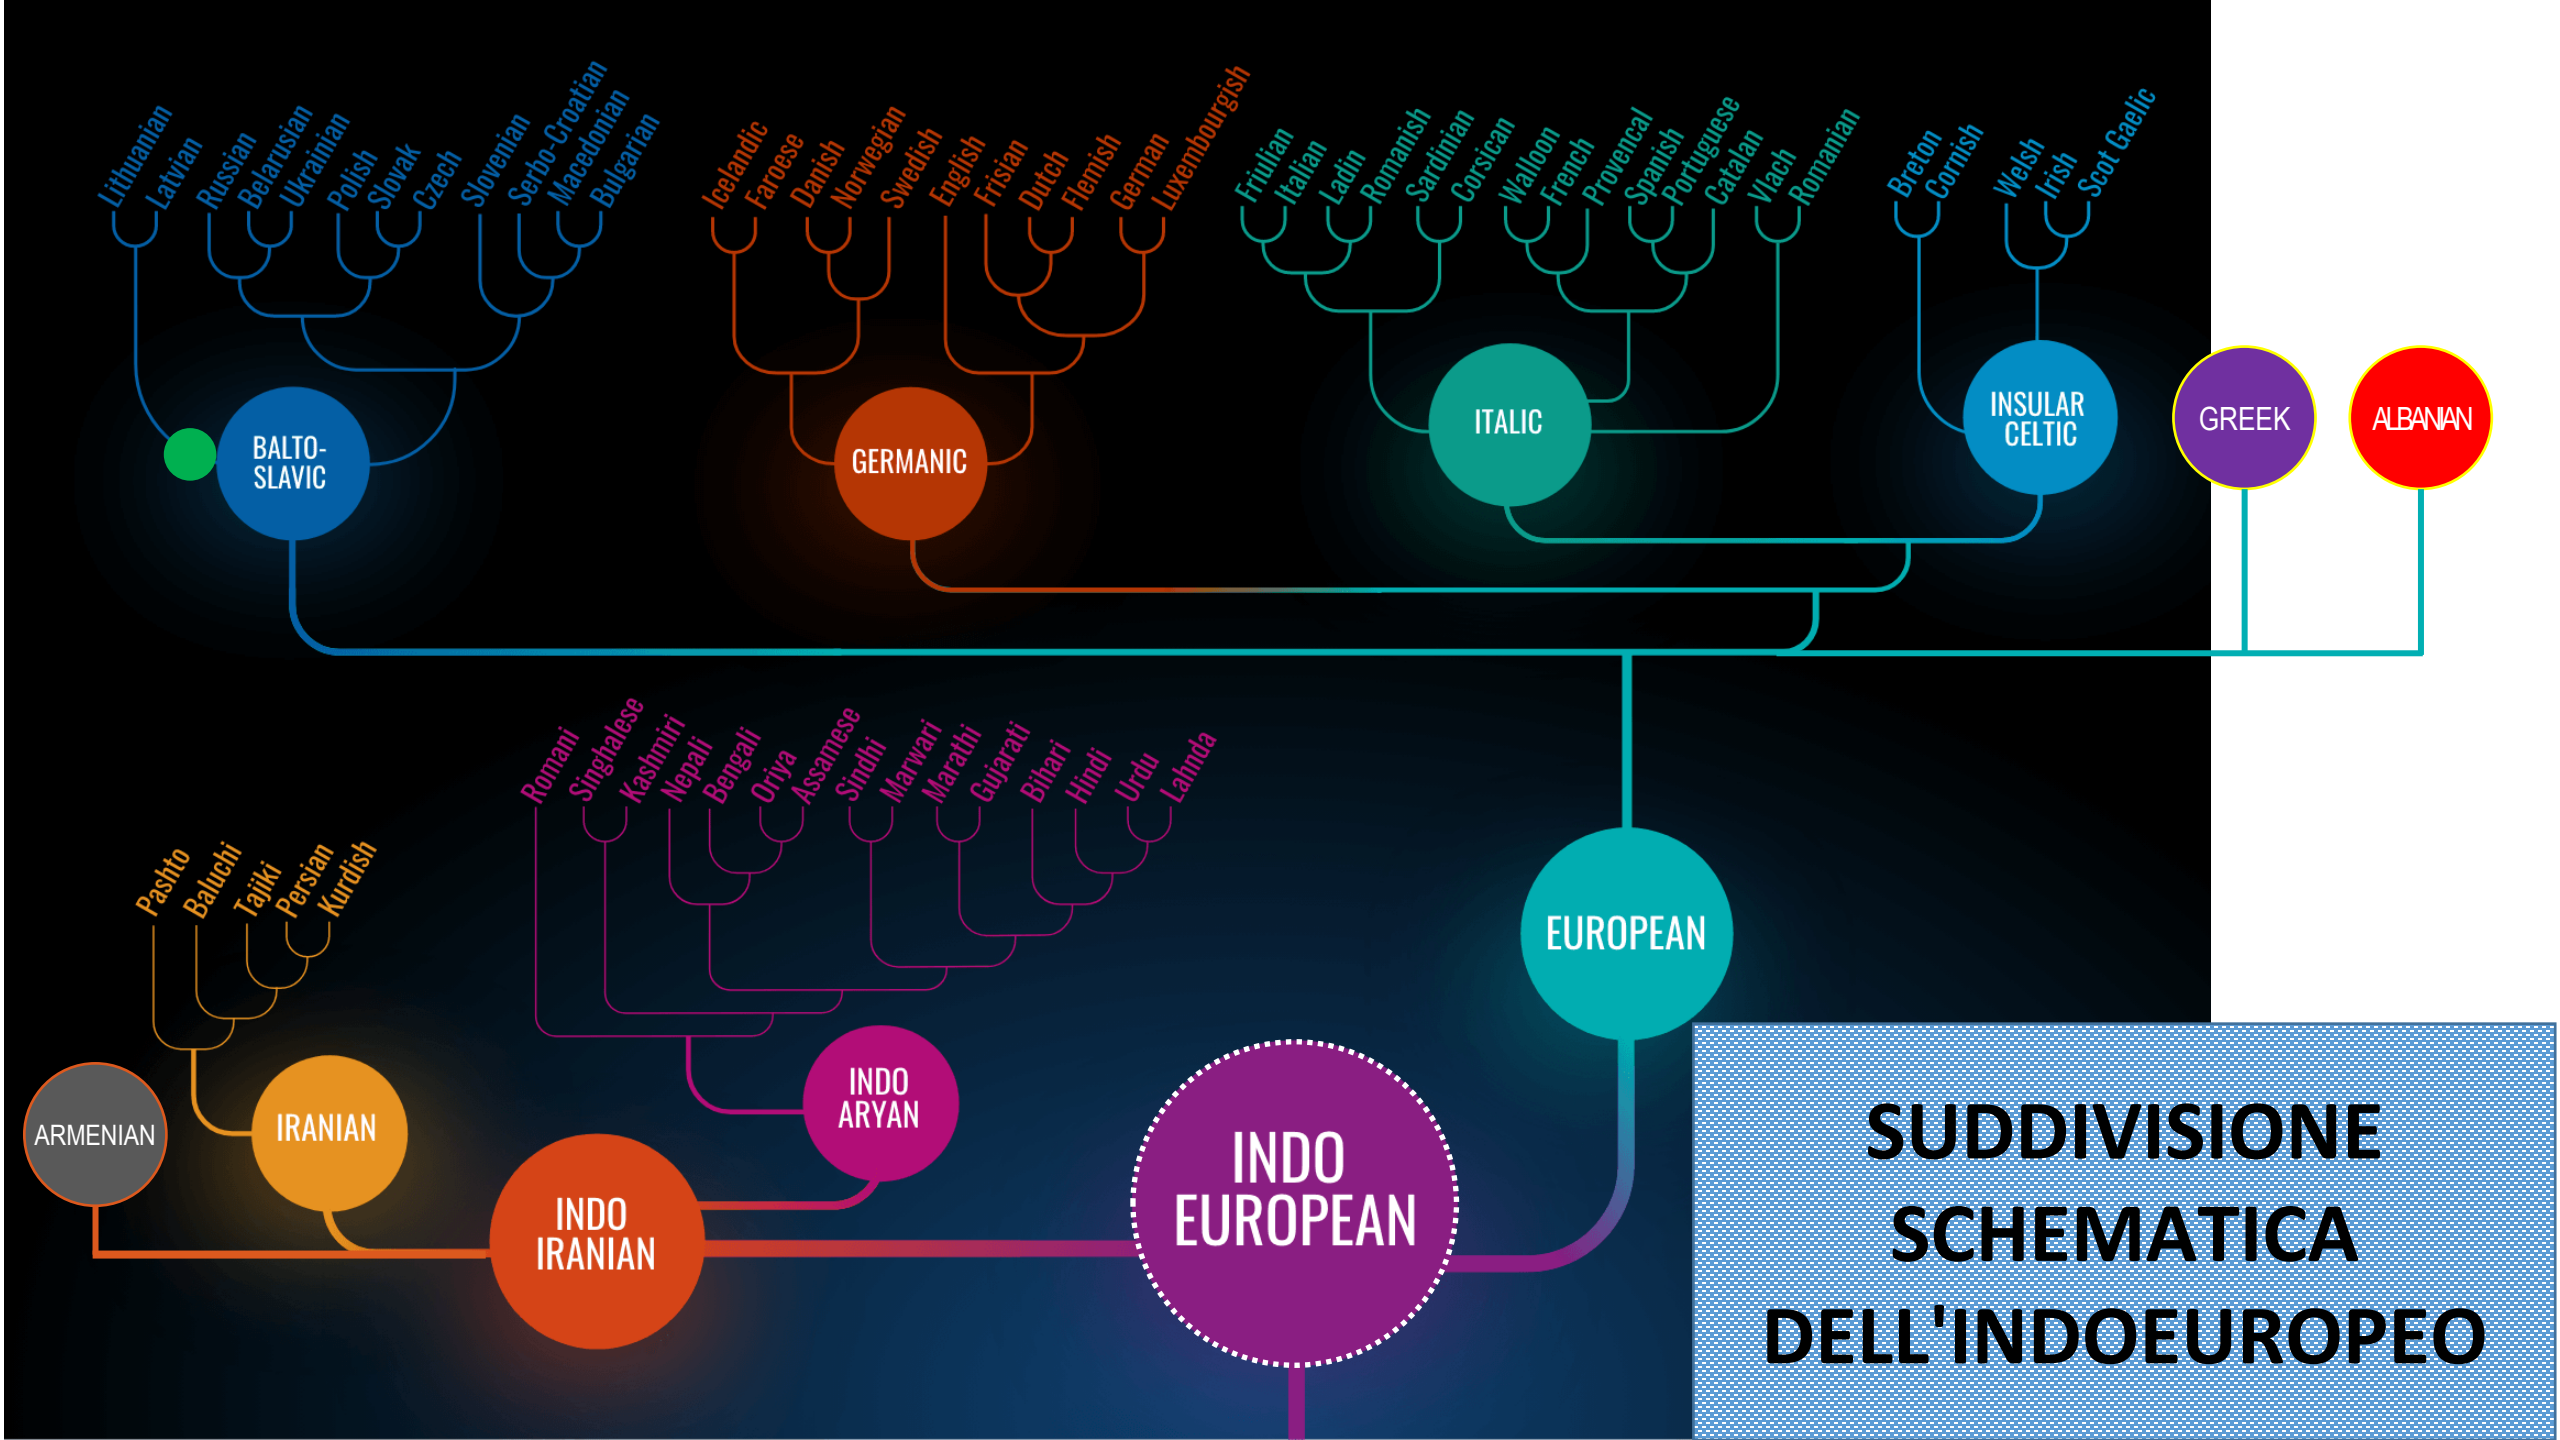 Lithuanian
Latvian
Russian
Belarusian
Ukrainian
Polish
Slovak
Czech
Slovenian
Serbo-Croatian
Macedonian
Bulgarian
Icelandic
Faroese
Danish
Norwegian
Swedish
English
Frisian
Dutch
Flemish
German
Luxembourgish
Friulian
Italian
Ladin
Romanish
Sardinian
Corsican
Walloon
French
Provencal
Spanish
Portuguese
Catalan
Vlach
Romanian
Breton
Cornish
Welsh
Irish
Scot Gaelic
BALTO-
SLAVIC
GERMANIC
ITALIC
INSULAR
CELTIC
GREEK
ALBANIAN
Romani
Singhalese
Kashmiri
Nepali
Bengali
Oriya
Assamese
Sindhi
Marwari
Marathi
Gujarati
Bihari
Hindi
Urdu
Lahnda
Pashto
Baluchi
Tajiki
Persian
Kurdish
EUROPEAN
ARMENIAN
IRANIAN
INDO
ARYAN
INDO
IRANIAN
INDO
EUROPEAN
SUDDIVISIONE
SCHEMATICA
DELL'INDOEUROPEO